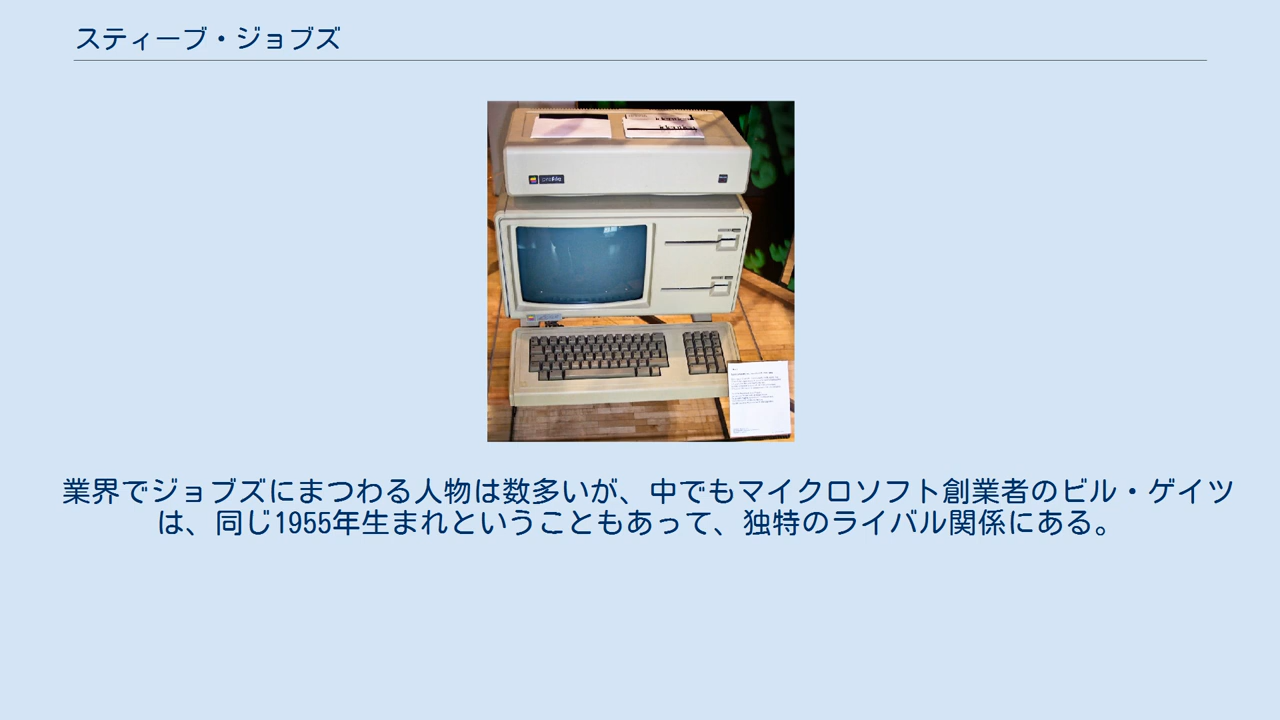 スティーブ・ジョブズ
業界でジョブズにまつわる人物は数多いが、中でもマイクロソフト創業者のビル・ゲイツ
は、同じ1955年生まれということもあって、独特のライバル関係にある。